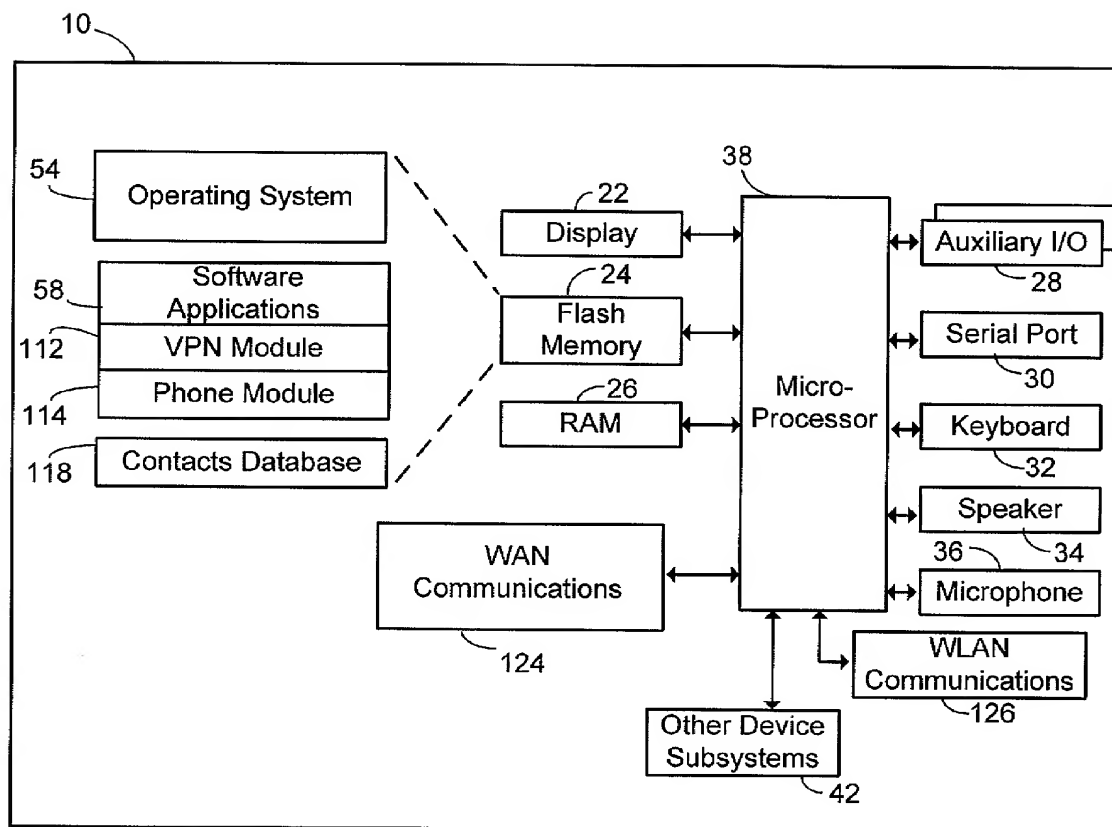 10
54
Operating System
58
Software
Applications
112
VPN Module
114
Phone Module
118
Contacts Database
22
Display
24
Flash
Memory
26
RAM
WAN
Communications
124
38
Micro-
Processor
Auxiliary I/O
28
Serial Port
30
Keyboard
32
Speaker
34
36
Microphone
WLAN
Communications
126
Other Device
Subsystems
42